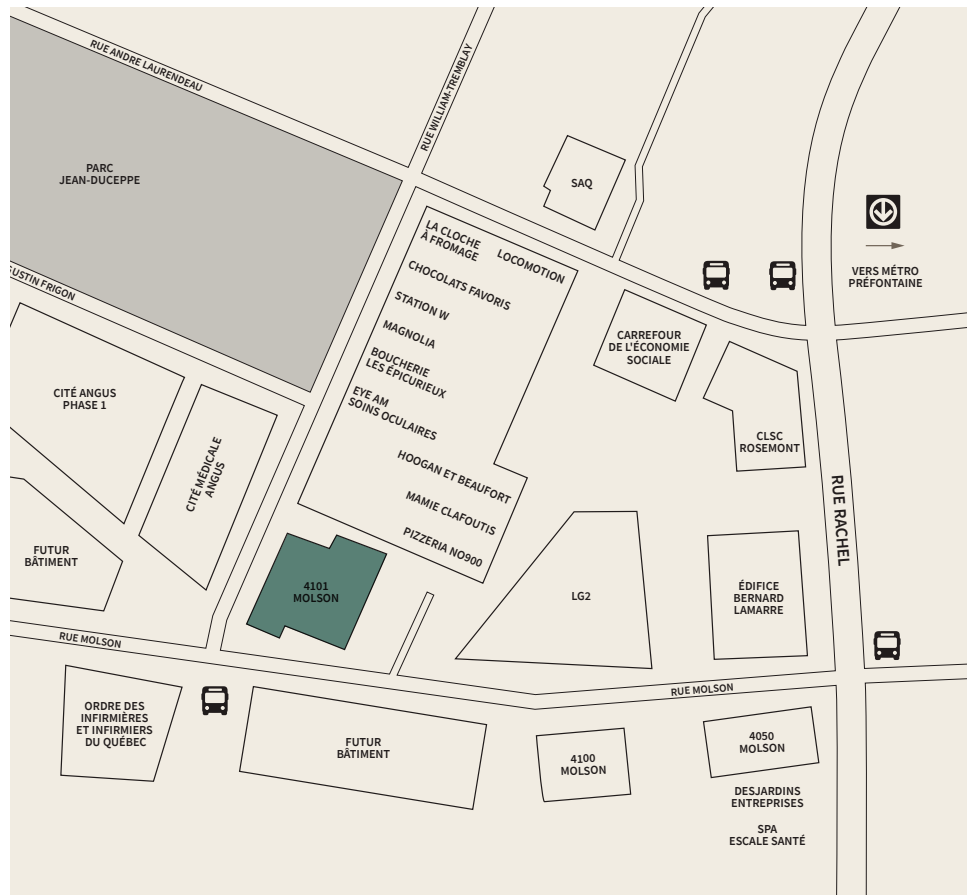 RUE ANDRE LAURENDEAU
RUE WILLIAM-TREMBLAY
PARC
JEAN-DUCEPPE
SAQ
LA CLOCHE
À FROMAGE
LOCOMOTION
CHOCOLATS FAVORIS
STATION W
MAGNOLIA
BOUCHERIE
LES ÉPICURIEUX
EYE AM
SOINS OCULAIRES
HOOGAN ET BEAUFORT
MAMIE CLAFOUTIS
PIZZERIA NO900
VERS MÉTRO
PRÉFONTAINE
USTIN FRIGON
CARREFOUR
DE L'ÉCONOMIE
SOCIALE
CLSC
ROSEMONT
CITÉ ANGUS
PHASE 1
CITÉ MÉDICALE
ANGUS
RUE RACHEL
FUTUR
BÂTIMENT
4101
MOLSON
LG2
ÉDIFICE
BERNARD
LAMARRE
RUE MOLSON
RUE MOLSON
ORDRE DES
INFIRMIÈRES
ET INFIRMIERS
DU QUÉBEC
FUTUR
BÂTIMENT
4100
MOLSON
4050
MOLSON
DESJARDINS
ENTREPRISES
SPA
ESCALE SANTÉ